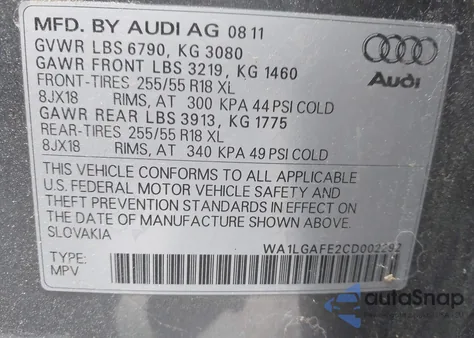 MFD. BY AUDI AG 08 11
GVWR LBS 6790, KG 3080
GAWR FRONT LBS 3219, KG 1460
FRONT-TIRES 255/55 R18 XL
8JX18 RIMS, AT 300 KPA 44 PSI COLD
GAWR REAR LBS 3913, KG 1775
REAR-TIRES 255/55 R18 XL
8JX18 RIMS, AT 340 KPA 49 PSI COLD
Audi
THIS VEHICLE CONFORMS TO ALL APPLICABLE
U.S. FEDERAL MOTOR VEHICLE SAFETY AND
THEFT PREVENTION STANDARDS IN EFFECT ON
THE DATE OF MANUFACTURE SHOWN ABOVE.
SLOVAKIA
WA1LGAFE2CD002292
TYPE:
MPV
autoSnap